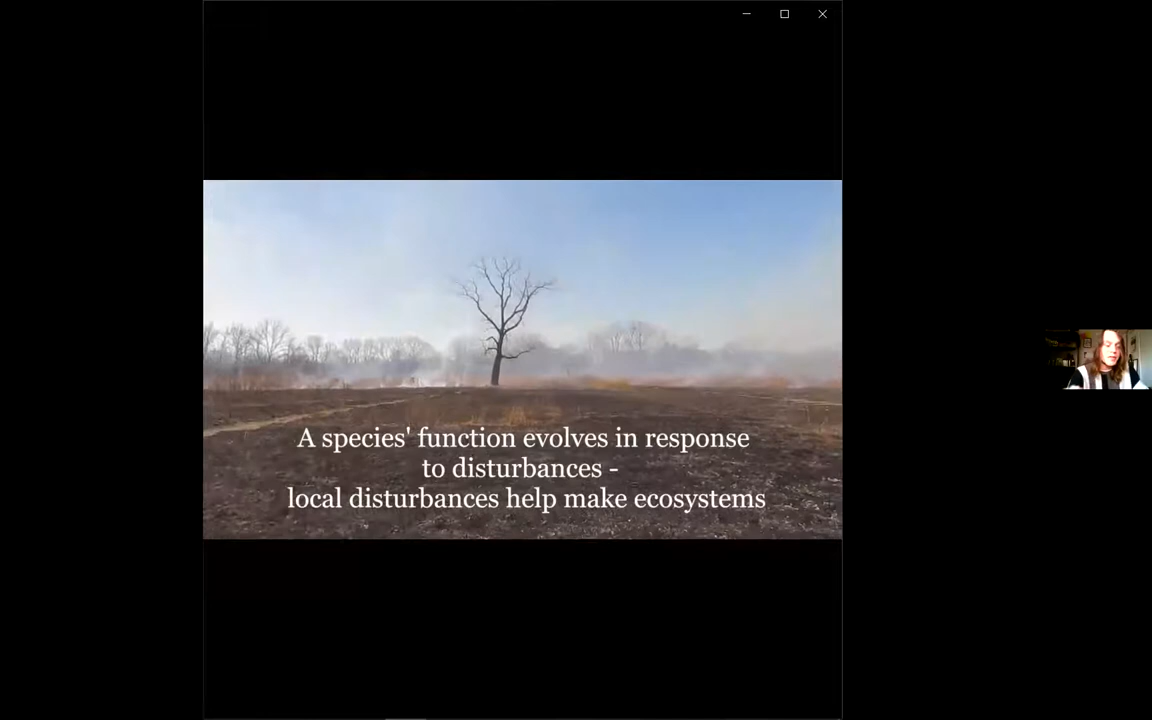 A species' function evolves in response
to disturbances -
local disturbances help make ecosystems